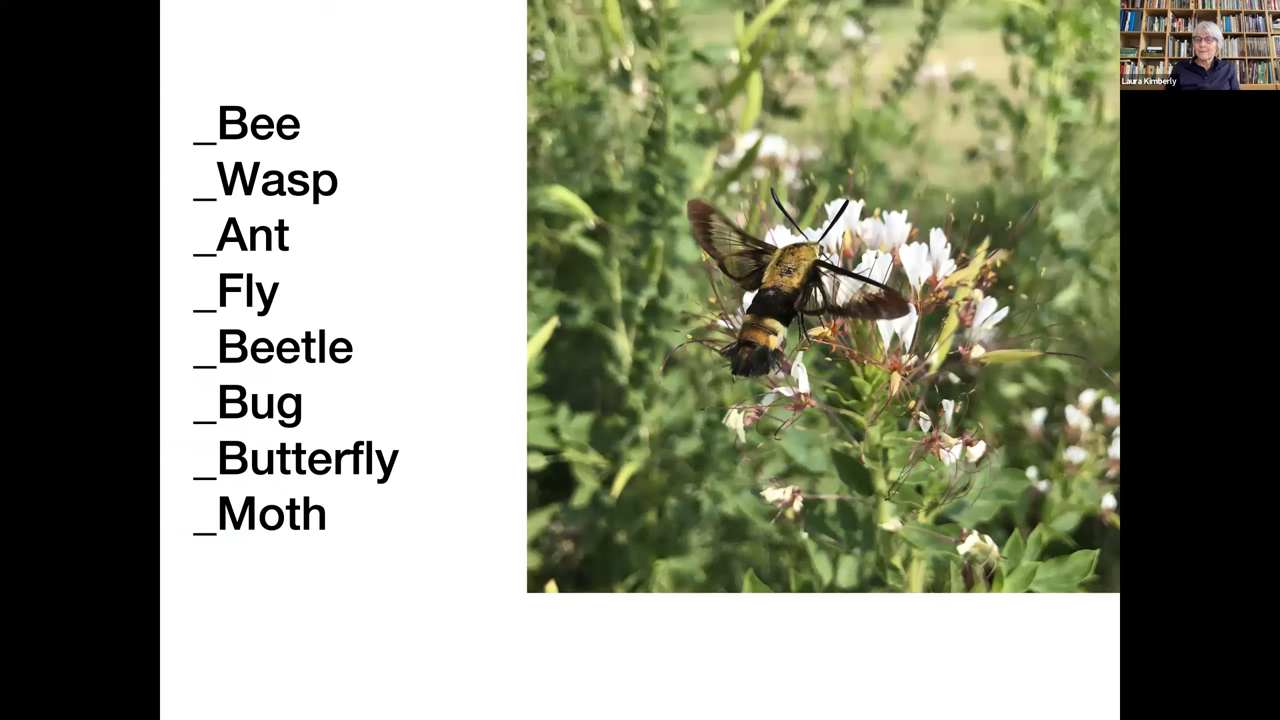 _Bee
_Wasp
_Ant
_Fly
_Beetle
_Bug
_Butterfly
_Moth
Laura Kimberly